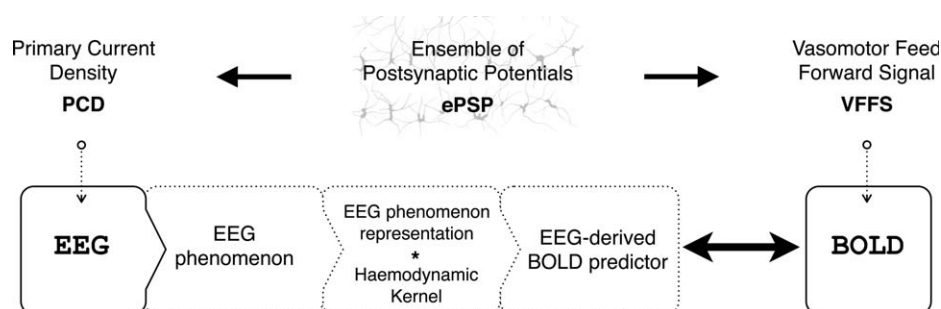 Primary Current
Density
PCD
Ensemble of
Postsynaptic Potentials
ePSP
Vasomotor Feed
Forward Signal
VFFS
EEG
EEG
phenomenon
EEG phenomenon
representation
*
Haemodynamic
Kernel
EEG-derived
BOLD predictor
BOLD